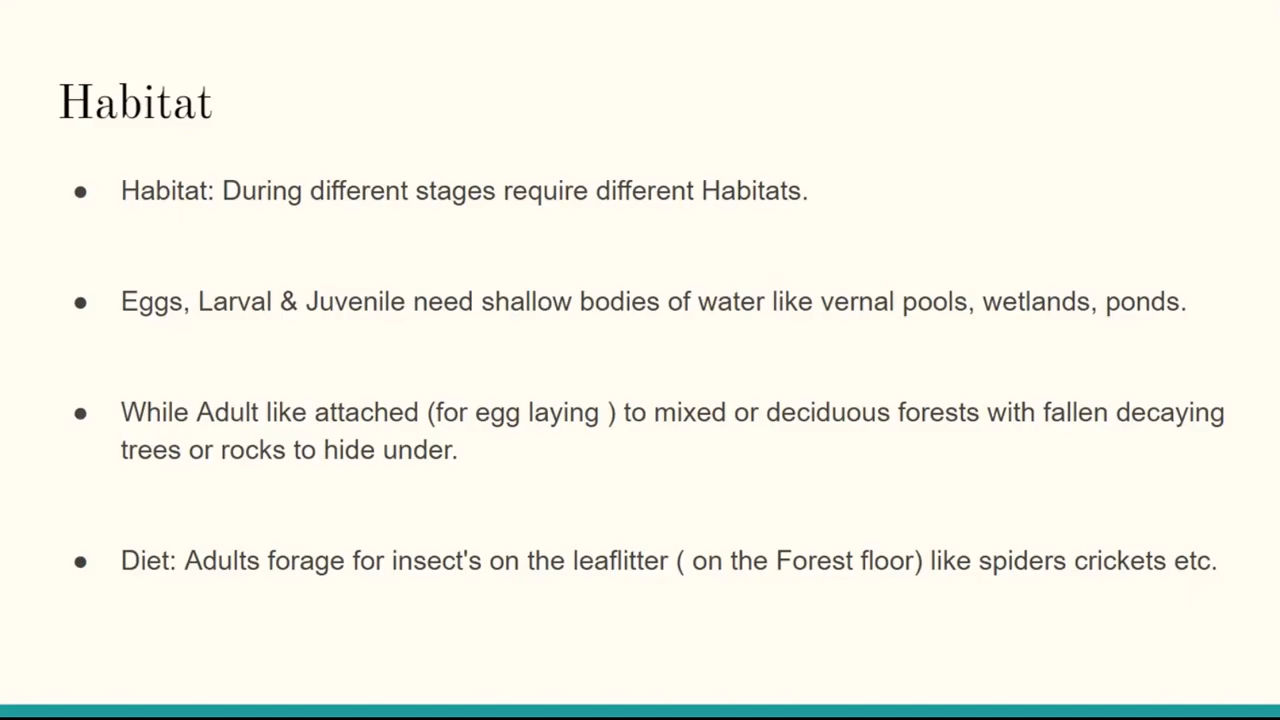 Habitat
● Habitat: During different stages require different Habitats.
● Eggs, Larval & Juvenile need shallow bodies of water like vernal pools, wetlands, ponds.
● While Adult like attached (for egg laying ) to mixed or deciduous forests with fallen decaying
trees or rocks to hide under.
● Diet: Adults forage for insect's on the leaflitter ( on the Forest floor) like spiders crickets etc.